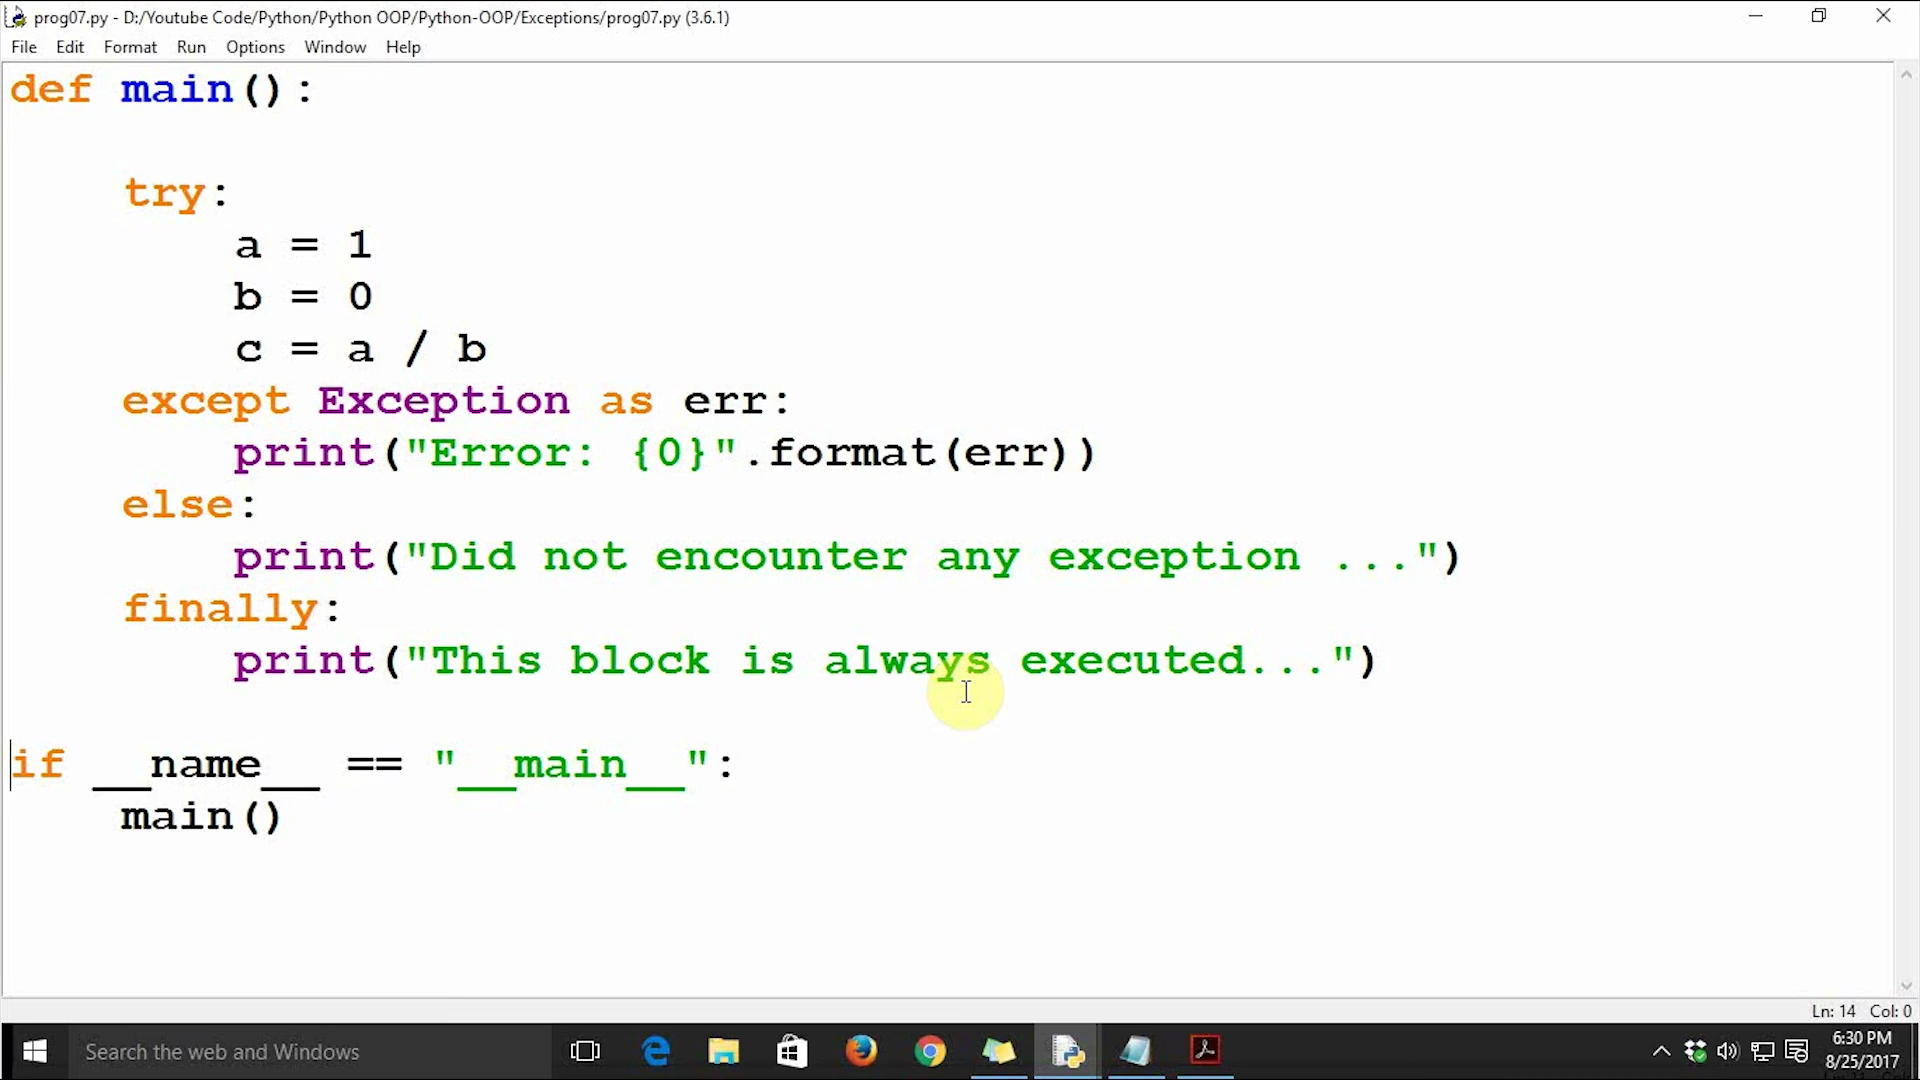 prog07.py - D:/Youtube Code/Python/Python OOP/Python-OOP/Exceptions/prog07.py (3.6.1)
File Edit Format Run Options Window Help
def main():
try:
a = 1
b = 0
c = a / b
except Exception as err:
print("Error: {0}".format(err))
else:
print("Did not encounter any exception ...")
finally:
print("This block is always executed...")
if __name__ == "__main__":
main()
Ln: 14 Col: 0
Search the web and Windows
6:30 PM
8/25/2017